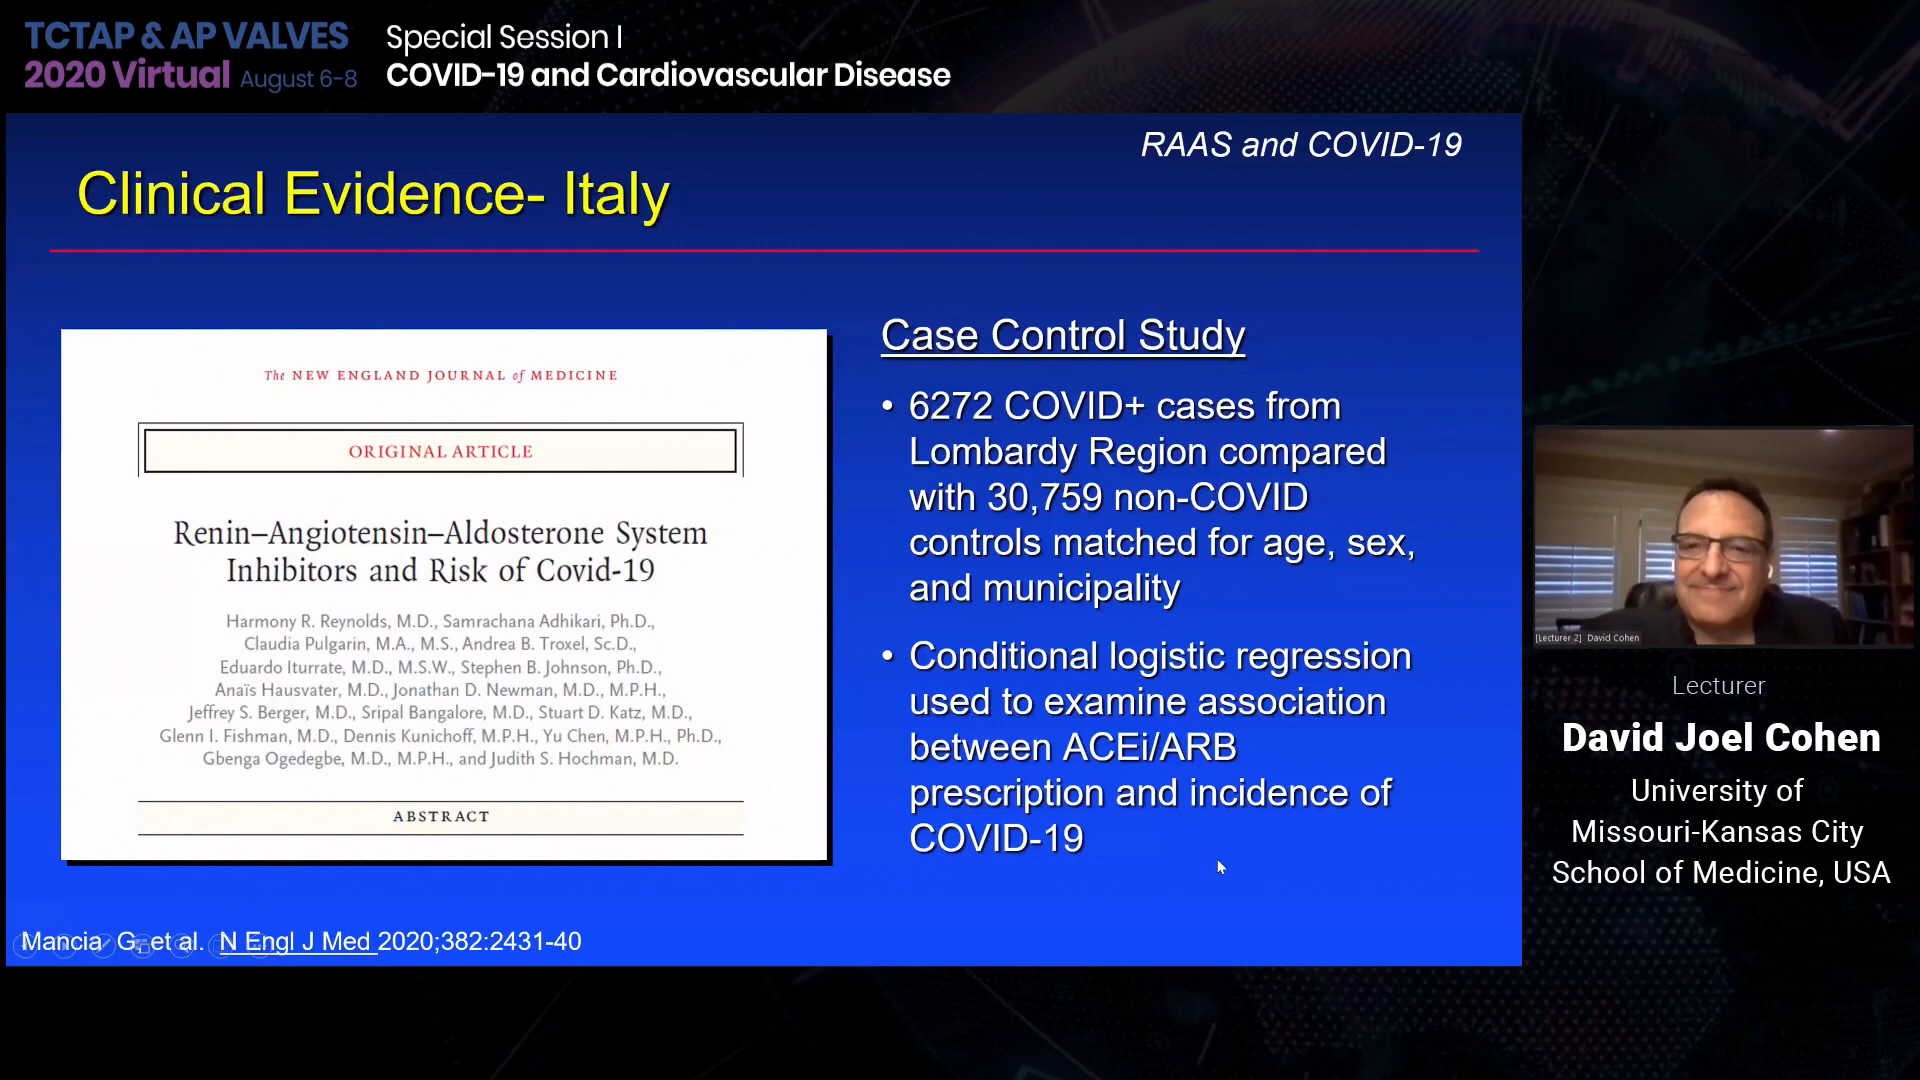 TCTAP & AP VALVES
2020 Virtual August 6-8
Special Session I
COVID-19 and Cardiovascular Disease
RAAS and COVID-19
Clinical Evidence- Italy
The NEW ENGLAND JOURNAL of MEDICINE
ORIGINAL ARTICLE
Renin–Angiotensin–Aldosterone System
Inhibitors and Risk of Covid-19
Harmony R. Reynolds, M.D., Samrachana Adhikari, Ph.D.,
Claudia Pulgarin, M.A., M.S., Andrea B. Troxel, Sc.D.,
Eduardo Iturrate, M.D., M.S.W., Stephen B. Johnson, Ph.D.,
Anaïs Hausvater, M.D., Jonathan D. Newman, M.D., M.P.H.,
Jeffrey S. Berger, M.D., Sripal Bangalore, M.D., Stuart D. Katz, M.D.,
Glenn I. Fishman, M.D., Dennis Kunichoff, M.P.H., Yu Chen, M.P.H., Ph.D.,
Gbenga Ogedegbe, M.D., M.P.H., and Judith S. Hochman, M.D.
ABSTRACT
Case Control Study
• 6272 COVID+ cases from
Lombardy Region compared
with 30,759 non-COVID
controls matched for age, sex,
and municipality
• Conditional logistic regression
used to examine association
between ACEi/ARB
prescription and incidence of
COVID-19
Mancia G, et al. N Engl J Med 2020;382:2431-40
[Lecturer 2] David Cohen
Lecturer
David Joel Cohen
University of
Missouri-Kansas City
School of Medicine, USA